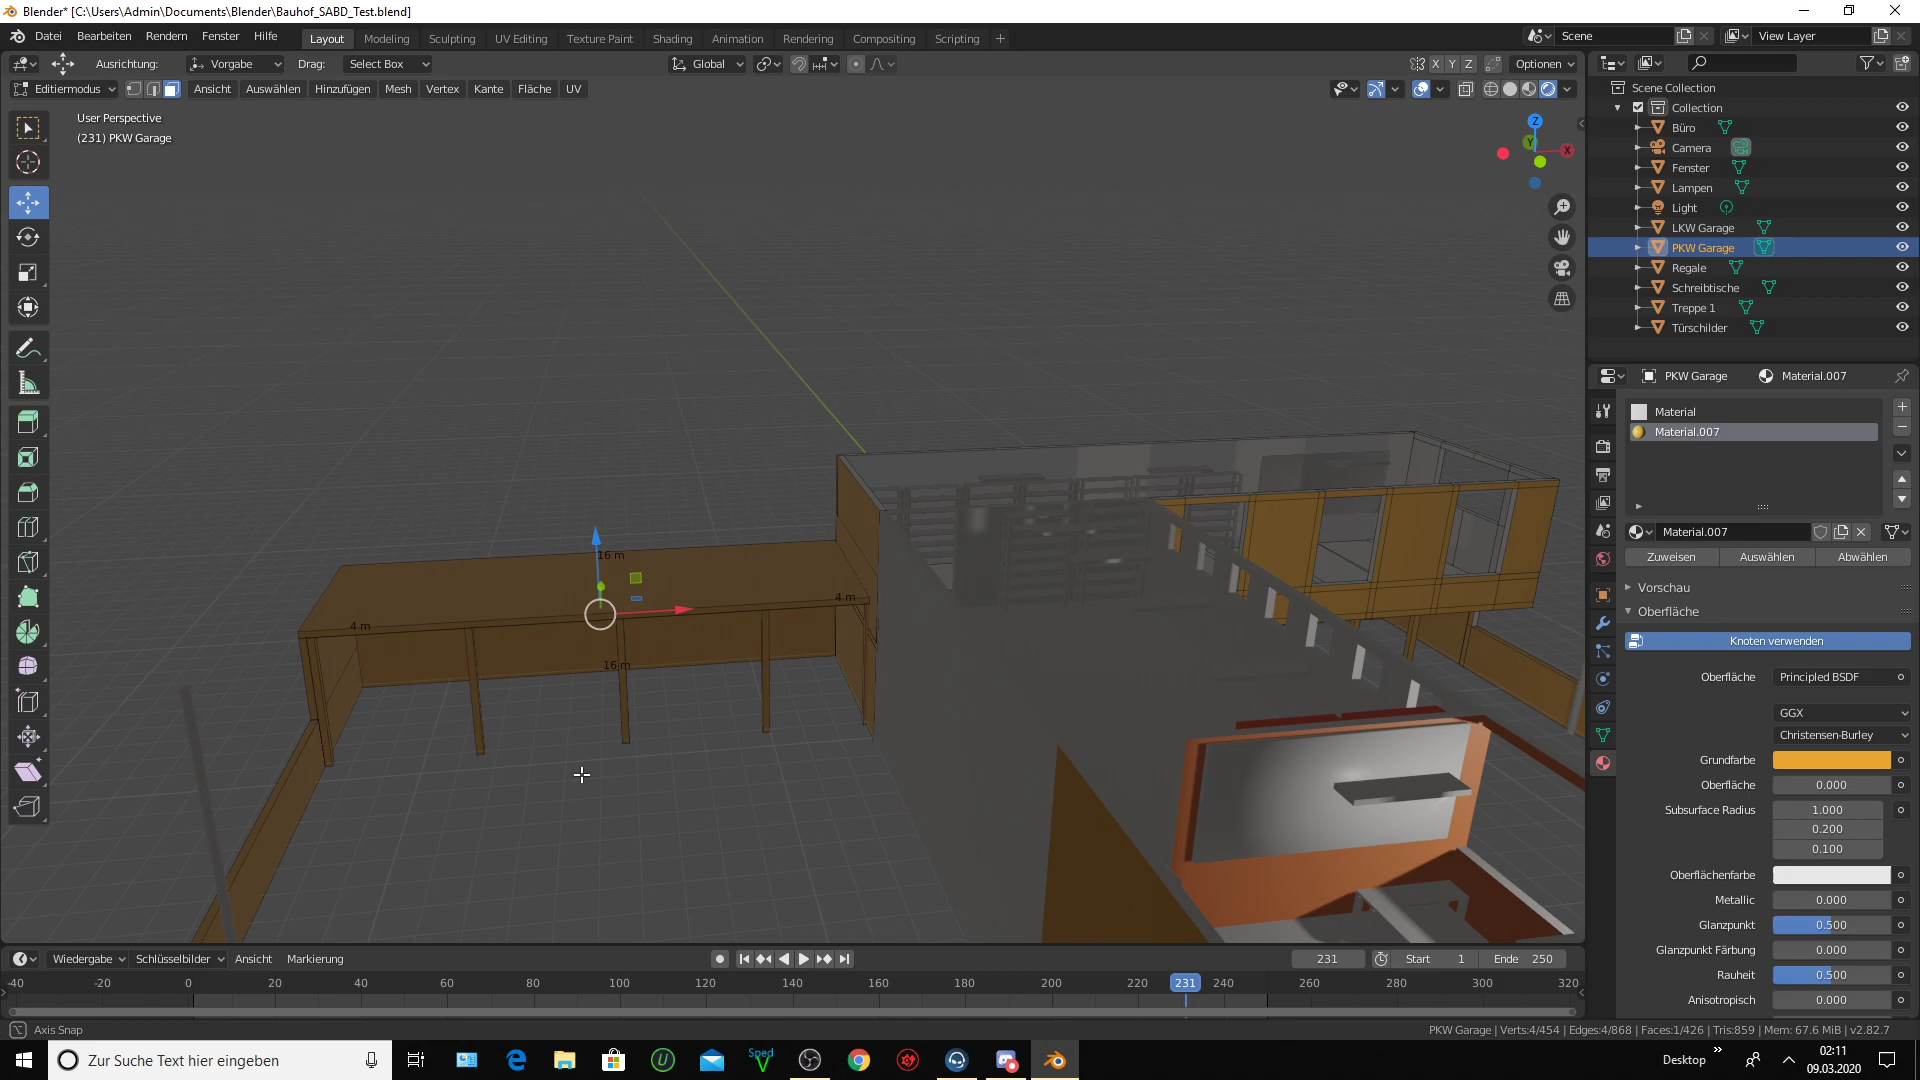 Blender* [C:\Users\Admin\Documents\Blender\Bauhof_SABD_Test.blend]
Datei Bearbeiten Rendern Fenster Hilfe Layout Modeling Sculpting UV Editing Texture Paint Shading Animation Rendering Compositing Scripting + Scene View Layer
Ausrichtung: Vorgabe Drag: Select Box Global X Y Z Optionen
Editiermodus Ansicht Auswählen Hinzufügen Mesh Vertex Kante Fläche UV
User Perspective
(231) PKW Garage
Z
Y
X
16 m
4 m
4 m
16 m
Scene Collection
Collection
Büro
Camera
Fenster
Lampen
Light
LKW Garage
PKW Garage
Regale
Schreibtische
Treppe 1
Türschilder
PKW Garage Material.007
Material
Material.007
Material.007
Zuweisen Auswählen Abwählen
Vorschau
Oberfläche
Knoten verwenden
Oberfläche Principled BSDF
GGX
Christensen-Burley
Grundfarbe
Oberfläche 0.000
Subsurface Radius 1.000
0.200
0.100
Oberflächenfarbe
Metallic 0.000
Glanzpunkt 0.500
Glanzpunkt Färbung 0.000
Rauheit 0.500
Anisotropisch 0.000
Wiedergabe Schlüsselbilder Ansicht Markierung 231 Start 1 Ende 250
-40 -20 0 20 40 60 80 100 120 140 160 180 200 220 231 240 260 280 300 320
Axis Snap PKW Garage | Verts:4/454 | Edges:4/868 | Faces:1/426 | Tris:859 | Mem: 67.6 MiB | v2.82.7
Zur Suche Text hier eingeben Sped V Desktop 02:11
09.03.2020